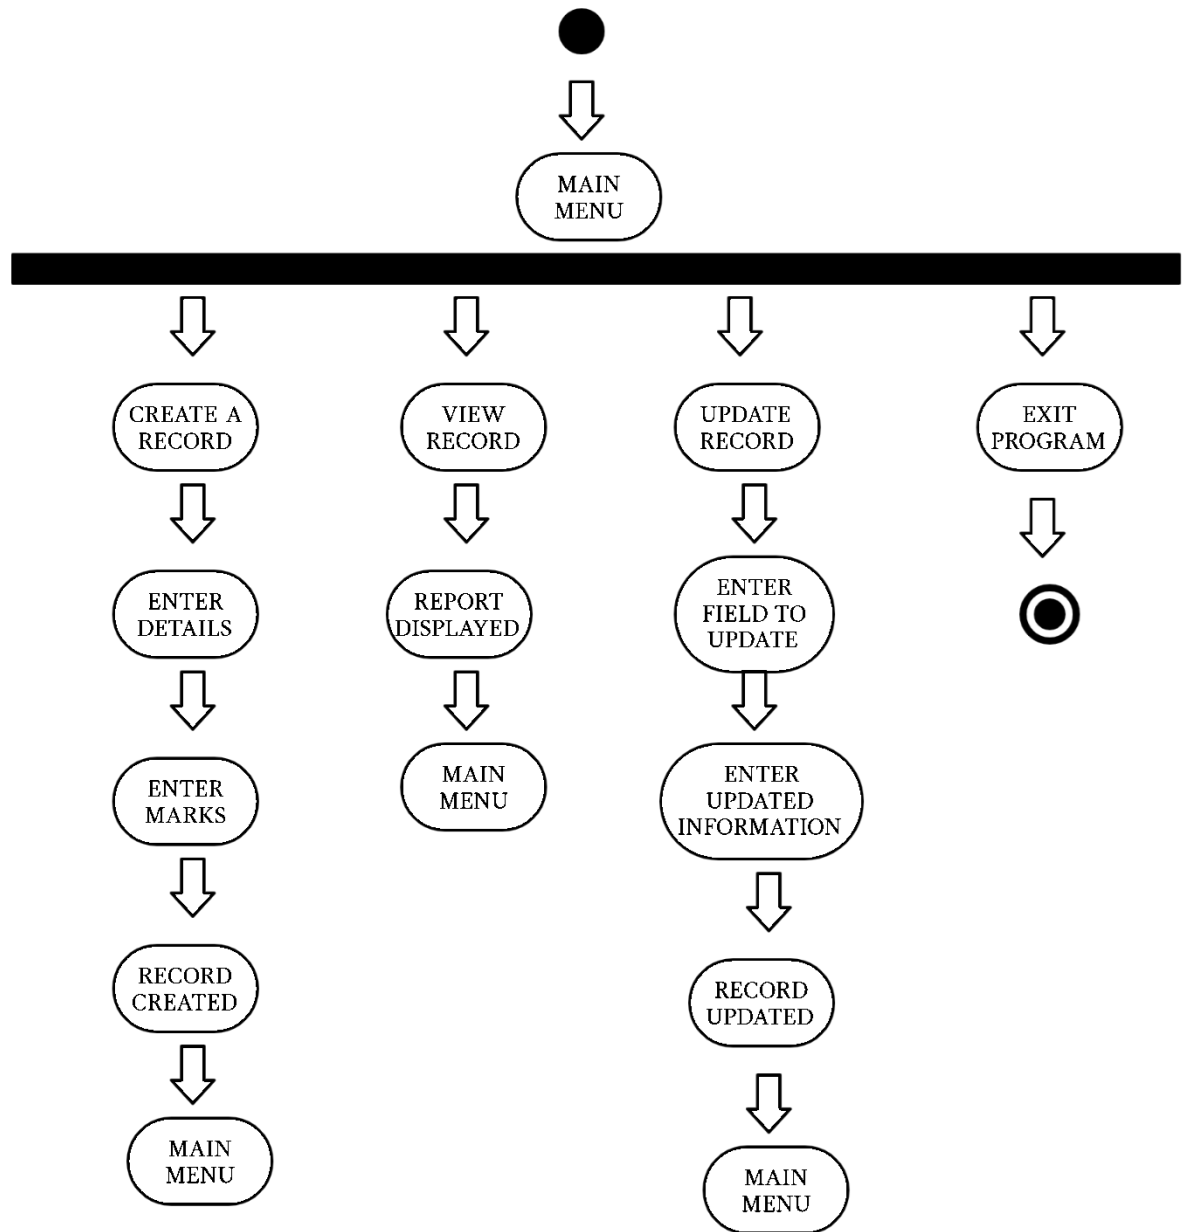 MAIN
MENU
CREATE A
RECORD
VIEW
RECORD
UPDATE
RECORD
EXIT
PROGRAM
ENTER
DETAILS
REPORT
DISPLAYED
ENTER
FIELD TO
UPDATE
ENTER
MARKS
MAIN
MENU
ENTER
UPDATED
INFORMATION
RECORD
CREATED
RECORD
UPDATED
MAIN
MENU
MAIN
MENU